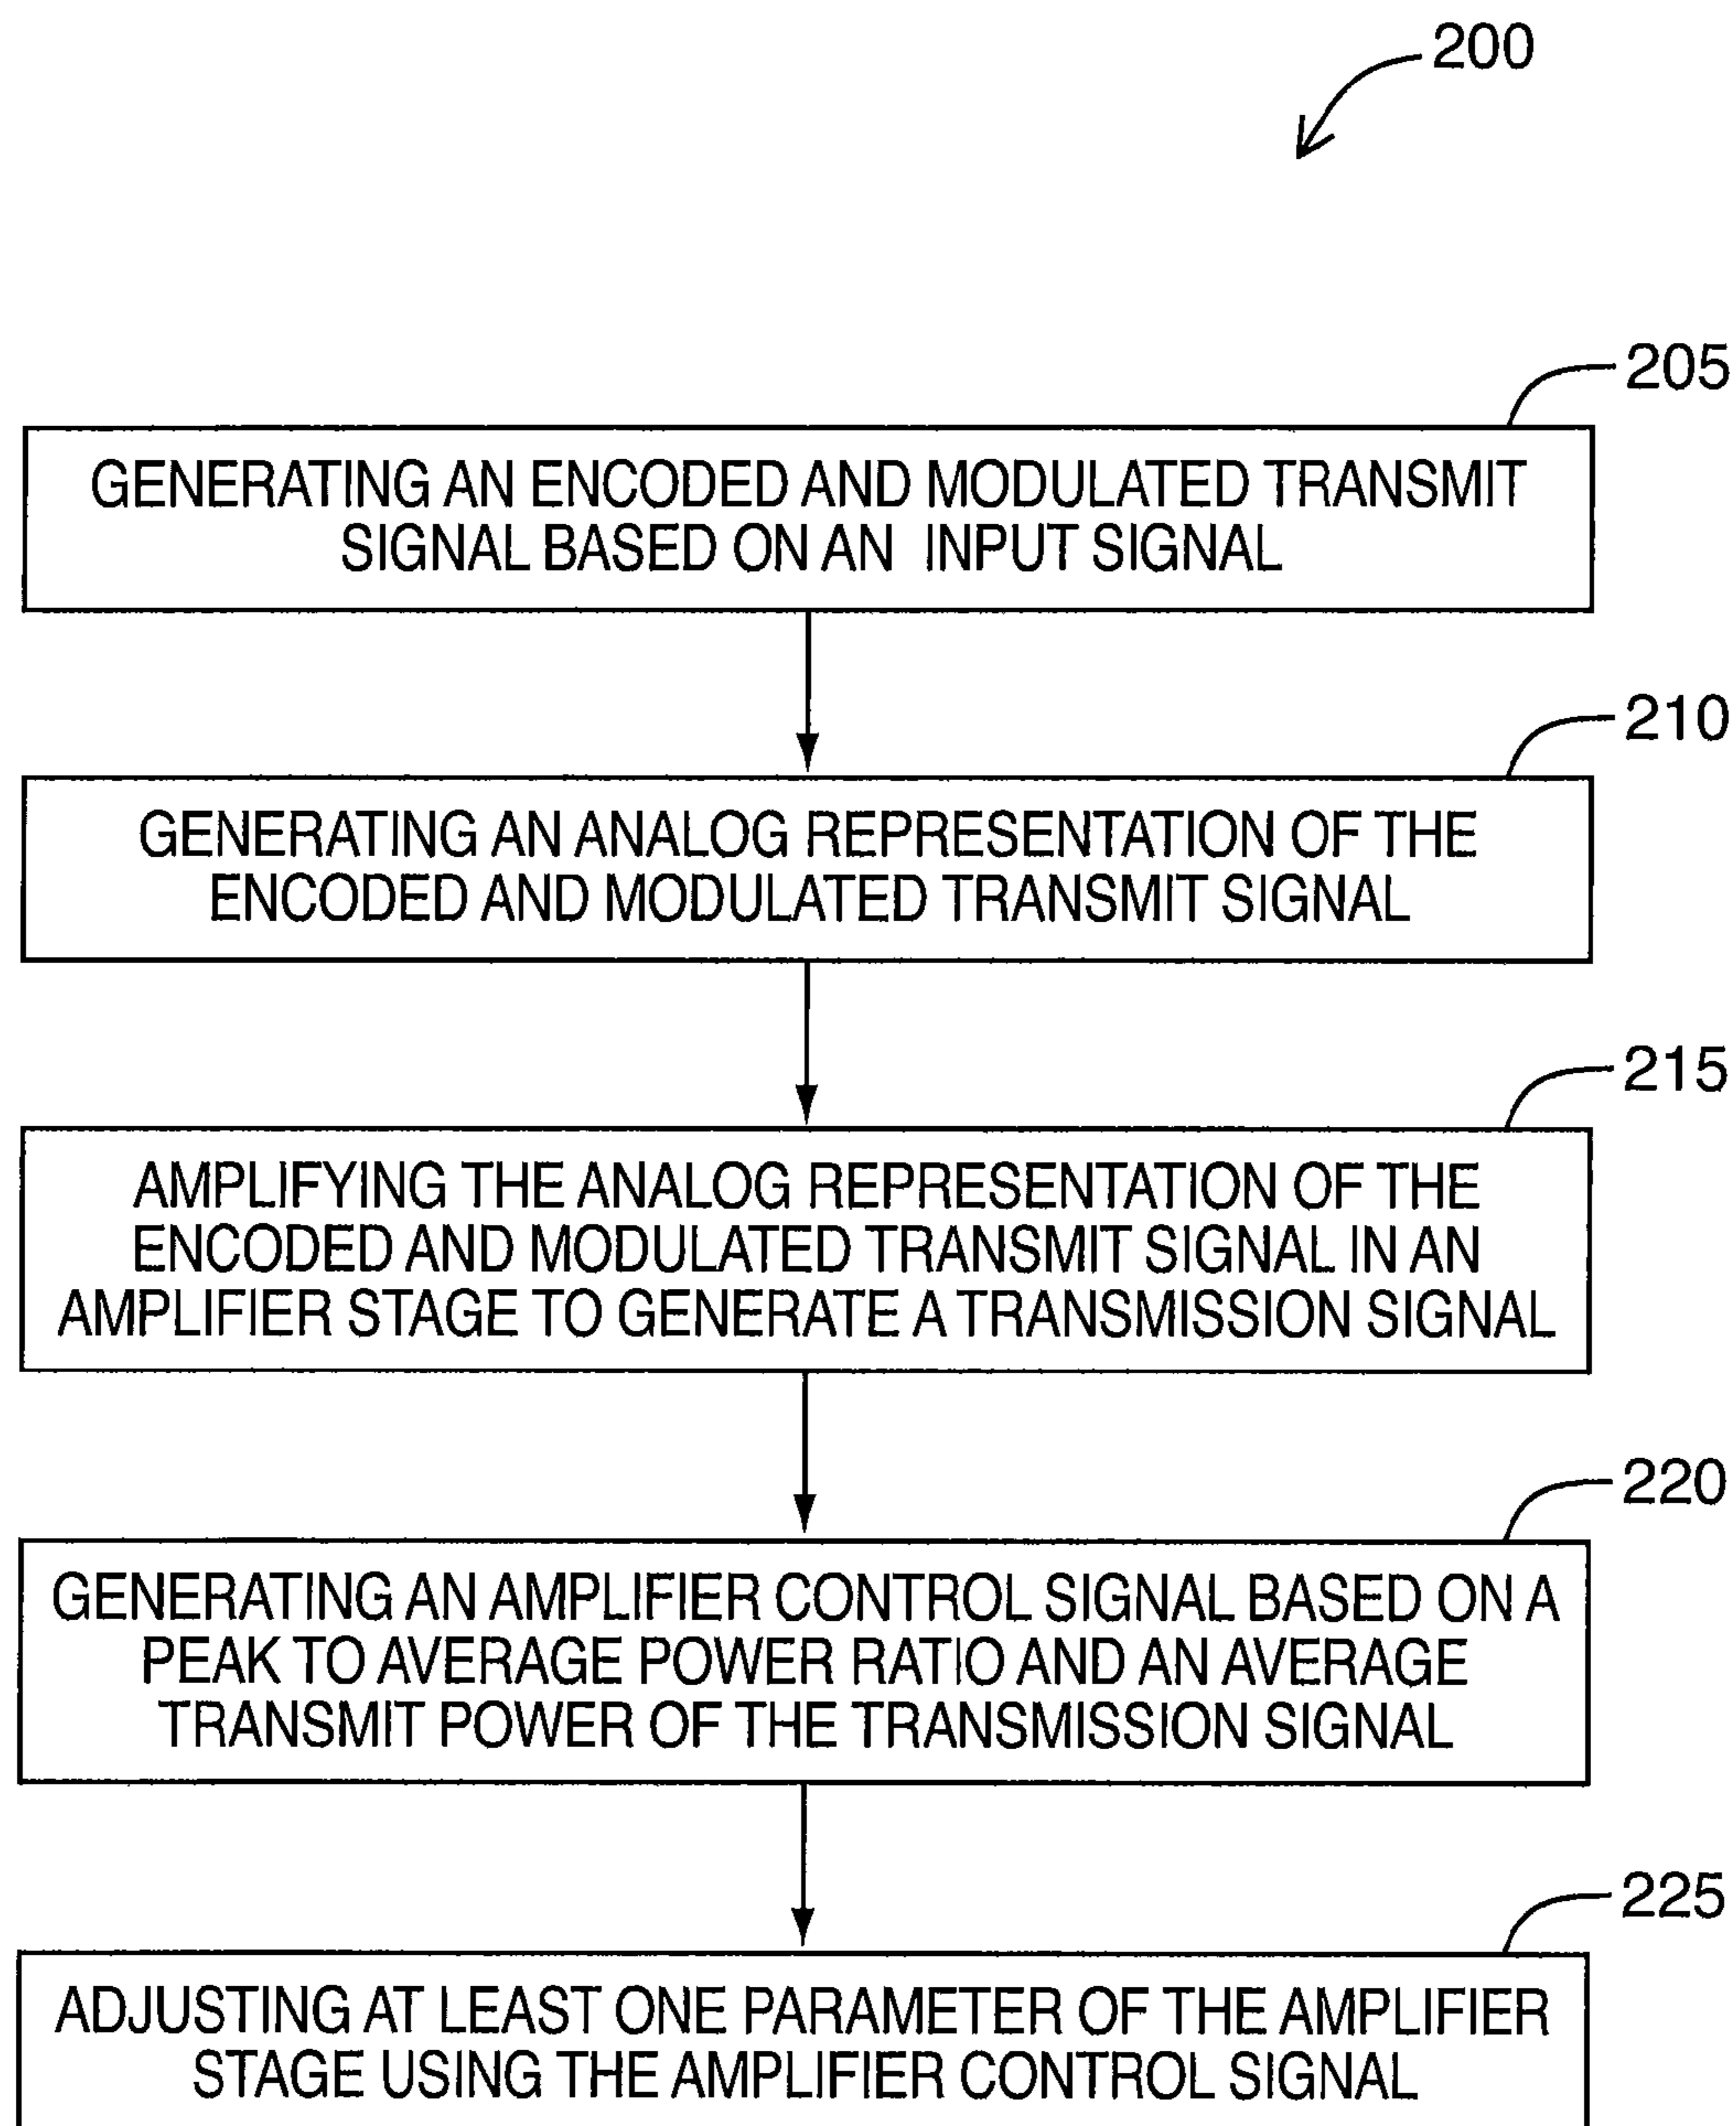 200
205
GENERATING AN ENCODED AND MODULATED TRANSMIT
SIGNAL BASED ON AN INPUT SIGNAL
210
GENERATING AN ANALOG REPRESENTATION OF THE
ENCODED AND MODULATED TRANSMIT SIGNAL
215
AMPLIFYING THE ANALOG REPRESENTATION OF THE
ENCODED AND MODULATED TRANSMIT SIGNAL IN AN
AMPLIFIER STAGE TO GENERATE A TRANSMISSION SIGNAL
220
GENERATING AN AMPLIFIER CONTROL SIGNAL BASED ON A
PEAK TO AVERAGE POWER RATIO AND AN AVERAGE
TRANSMIT POWER OF THE TRANSMISSION SIGNAL
225
ADJUSTING AT LEAST ONE PARAMETER OF THE AMPLIFIER
STAGE USING THE AMPLIFIER CONTROL SIGNAL